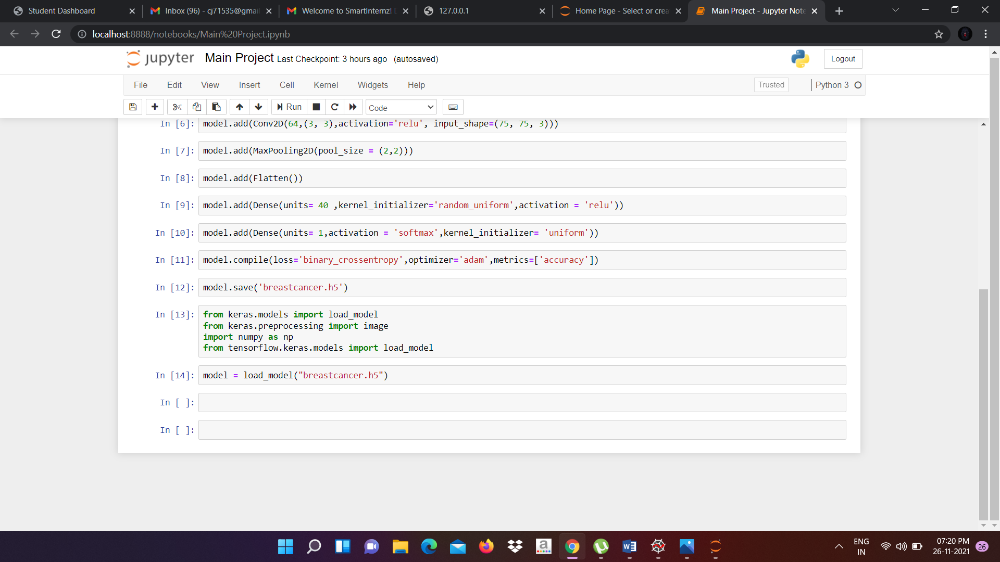 Student Dashboard
Inbox (96) - cj71535@gmai
Welcome to SmartInternz!
127.0.0.1
Home Page - Select or crea
Main Project - Jupyter Note
localhost:8888/notebooks/Main%20Project.ipynb
jupyter Main Project Last Checkpoint: 3 hours ago (autosaved)
Logout
File Edit View Insert Cell Kernel Widgets Help
Trusted
Python 3
Run
Code
In [6]: model.add(Conv2D(64,(3, 3),activation='relu', input_shape=(75, 75, 3)))
In [7]: model.add(MaxPooling2D(pool_size = (2,2)))
In [8]: model.add(Flatten())
In [9]: model.add(Dense(units= 40 ,kernel_initializer='random_uniform',activation = 'relu'))
In [10]: model.add(Dense(units= 1,activation = 'softmax',kernel_initializer= 'uniform'))
In [11]: model.compile(loss='binary_crossentropy',optimizer='adam',metrics=['accuracy'])
In [12]: model.save('breastcancer.h5')
In [13]: from keras.models import load_model
from keras.preprocessing import image
import numpy as np
from tensorflow.keras.models import load_model
In [14]: model = load_model("breastcancer.h5")
In [ ]:
In [ ]:
ENG
IN
07:20 PM
26-11-2021
26